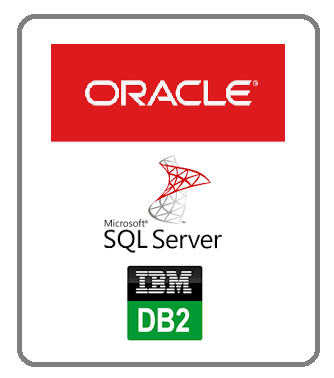 ORACLE®
Microsoft®
SQL Server
IBM
DB2